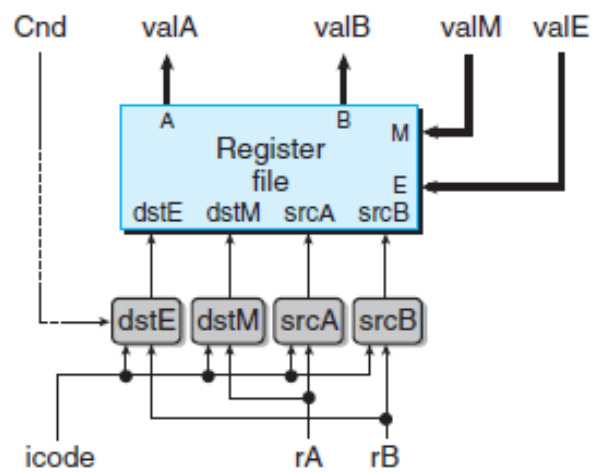 Cnd valA valB valM valE
A B M
Register
file
E
dstE dstM srcA srcB
dstE dstM srcA srcB
icode rA rB